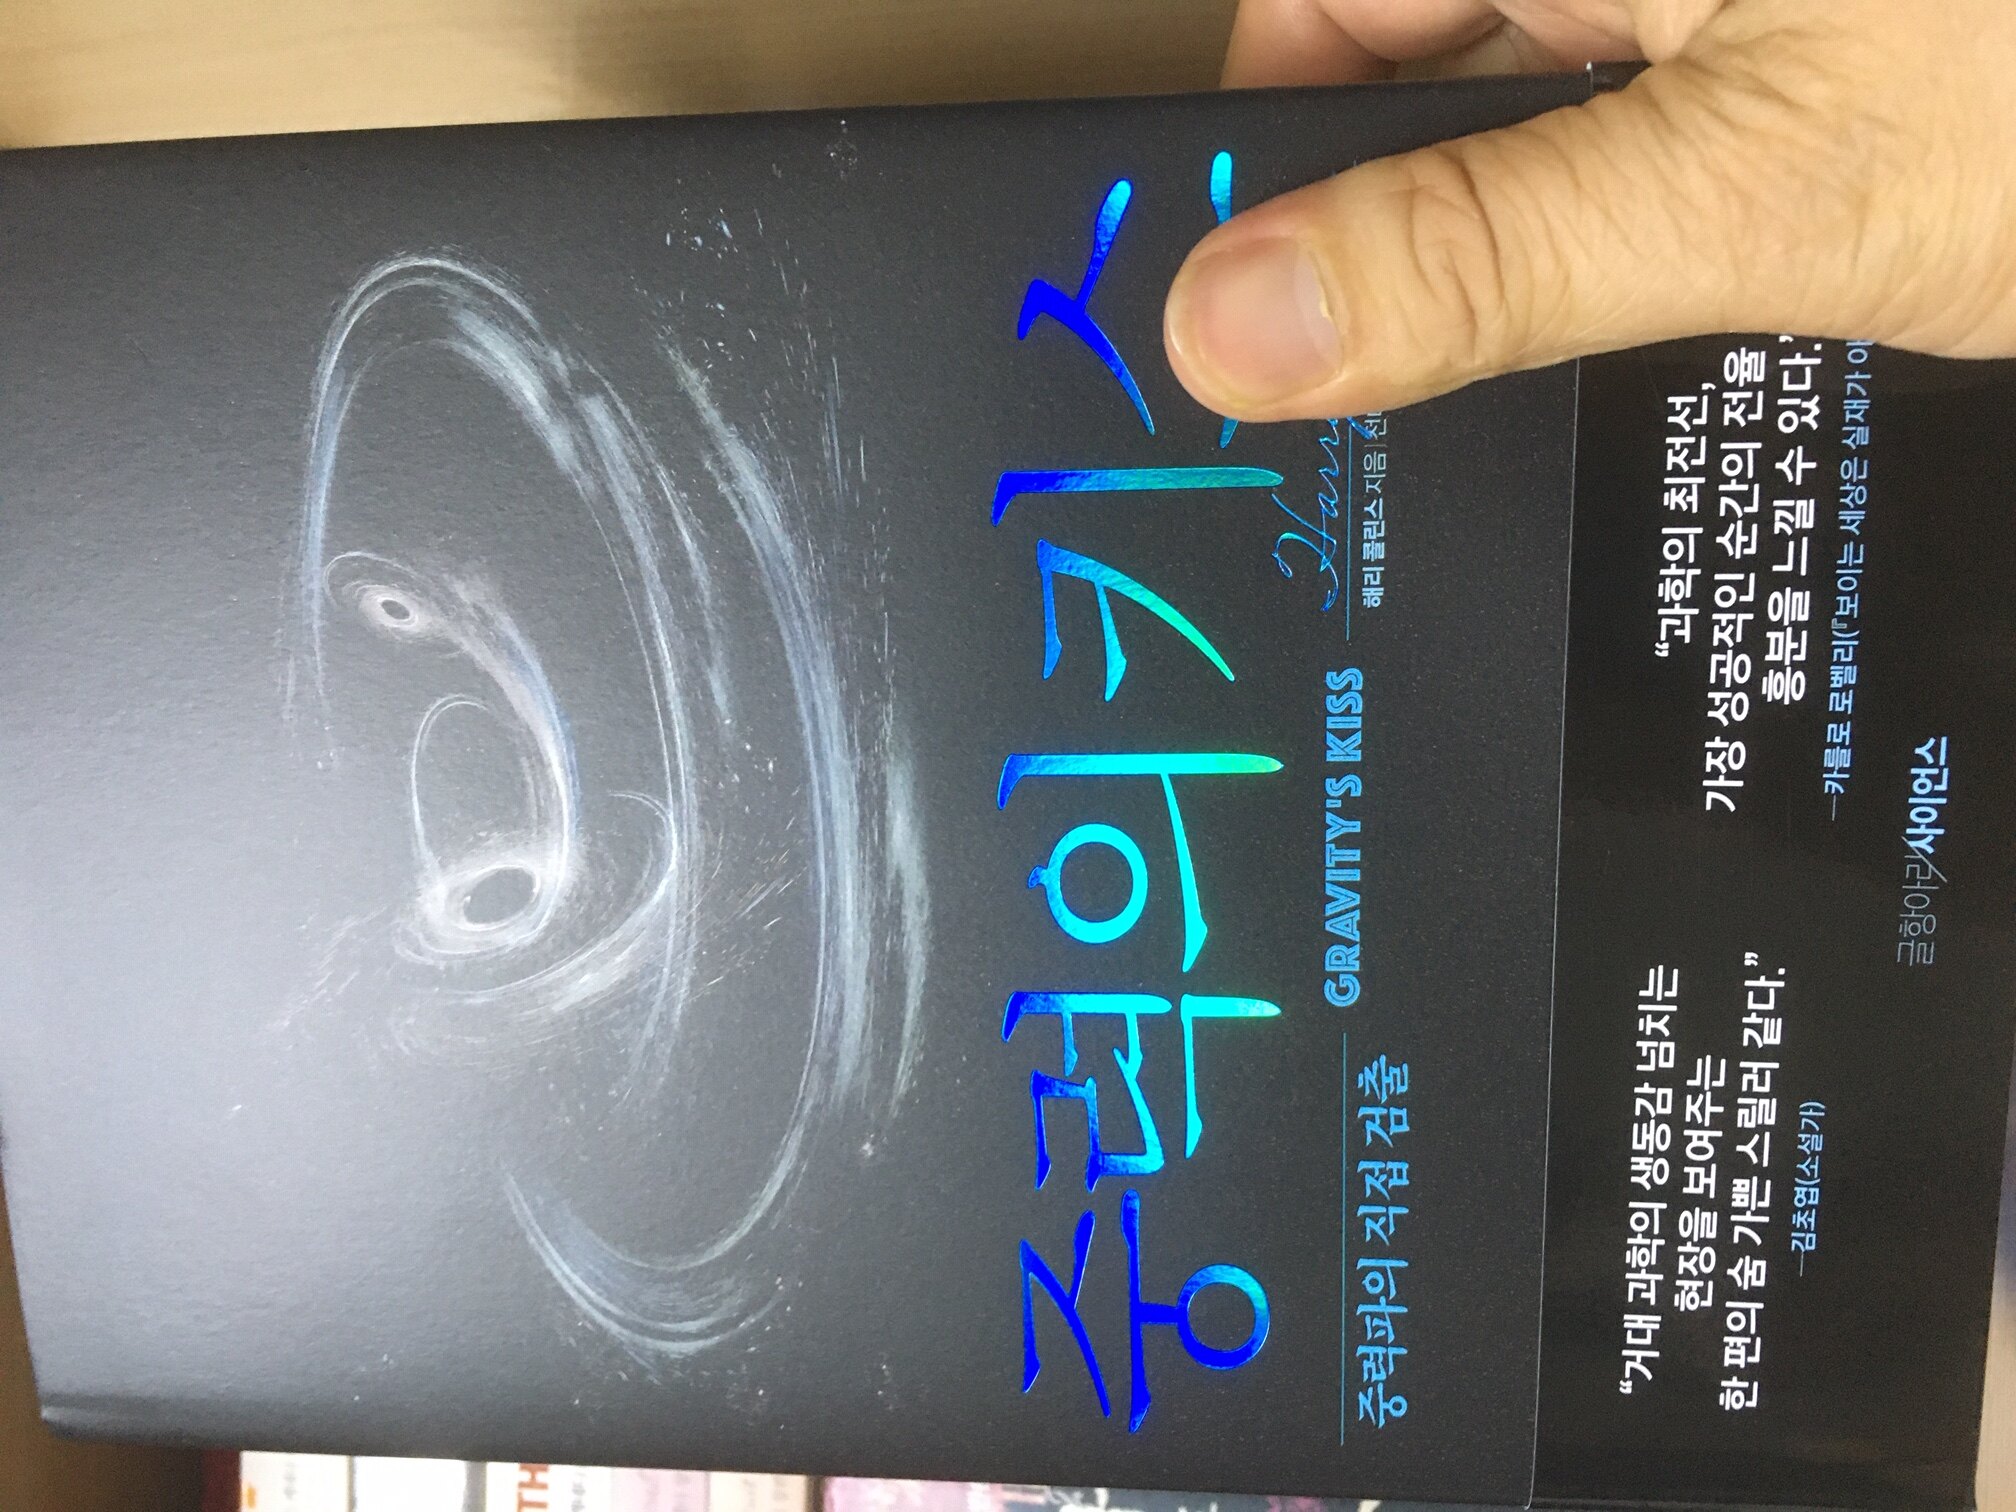 중력의 키스
중력파의 직접 검출
GRAVITY'S KISS
해리 콜린스 지음
“거대 과학의 생동감 넘치는
현장을 보여주는
한 편의 숨 가쁜 스릴러 같다.”
—김초엽(소설가)
“과학의 최전선,
가장 성공적인 순간의 전율
흥분을 느낄 수 있다.”
—카를로 로벨리(『보이는 세상은 실재가 아
글항아리 사이언스
TH